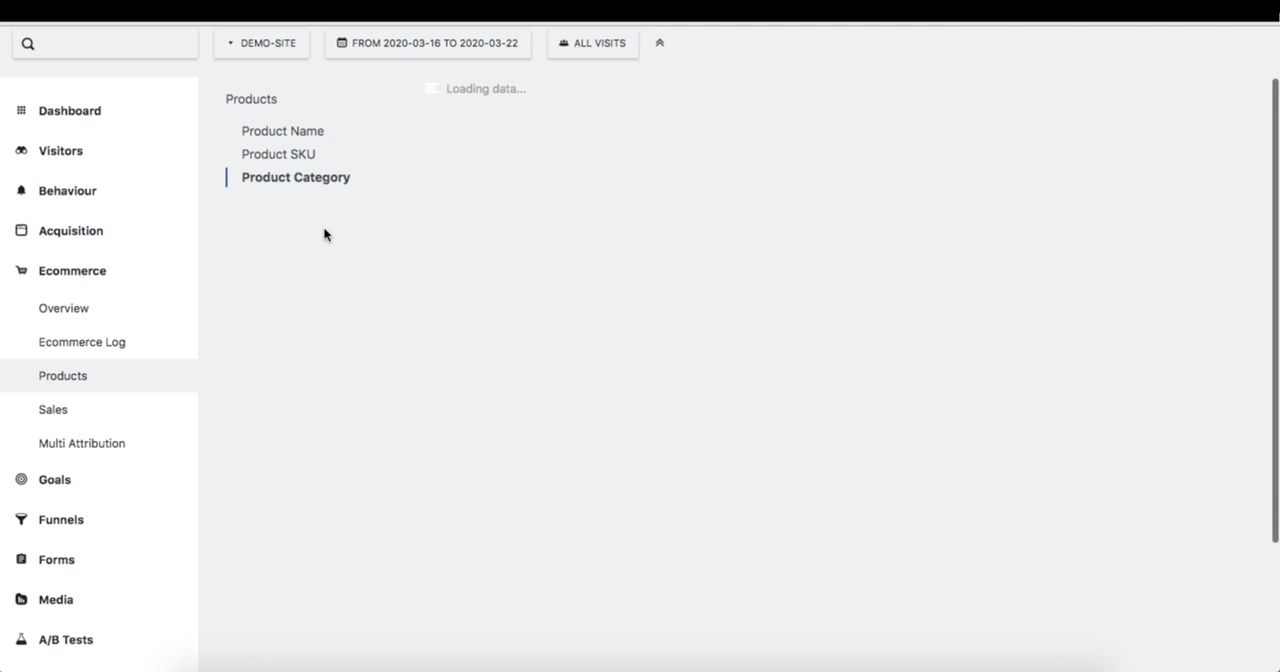 DEMO-SITE
FROM 2020-03-16 TO 2020-03-22
ALL VISITS
Dashboard
Visitors
Behaviour
Acquisition
Ecommerce
Overview
Ecommerce Log
Products
Sales
Multi Attribution
Goals
Funnels
Forms
Media
A/B Tests
Products
Product Name
Product SKU
Product Category
Loading data...